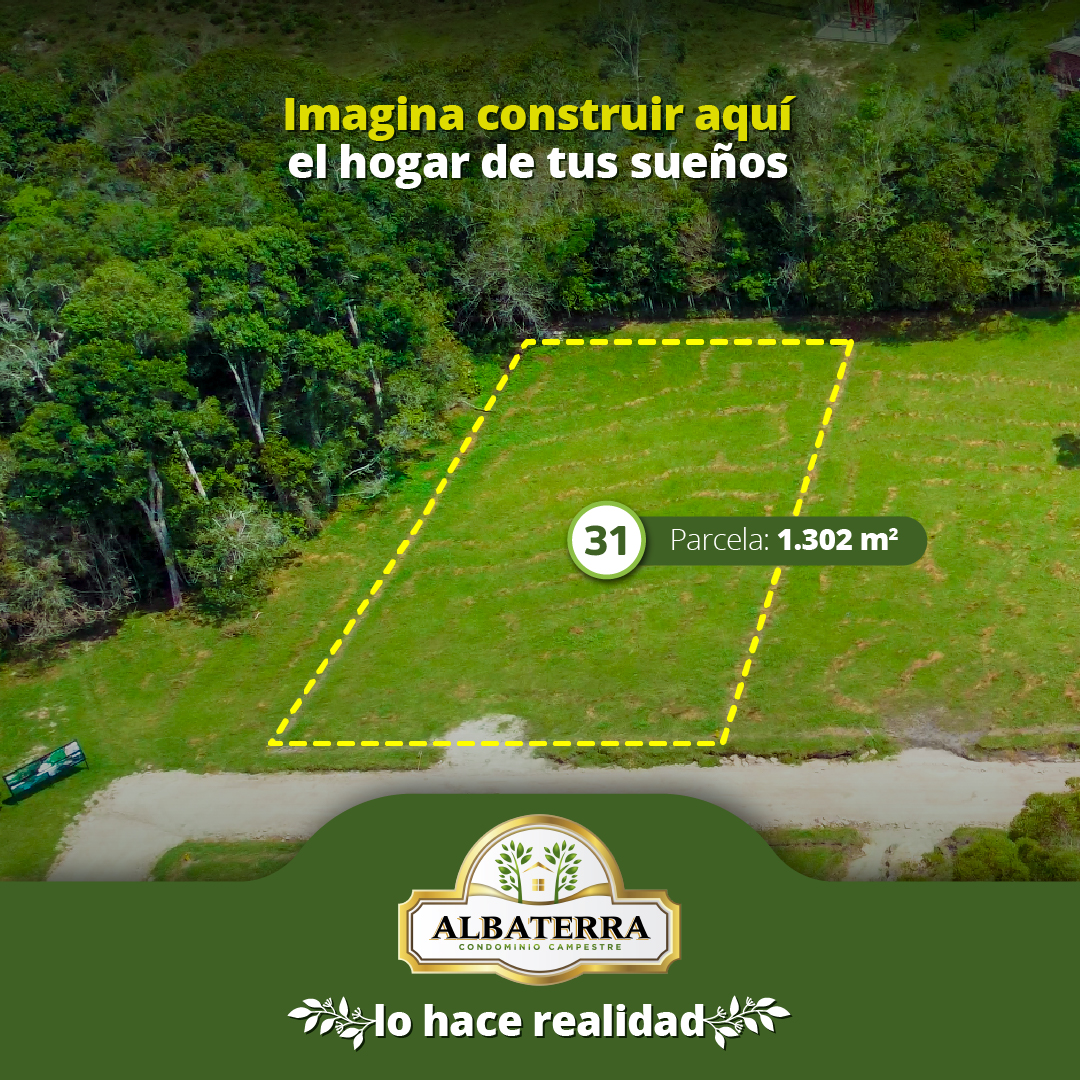 Imagina construir aquí
el hogar de tus sueños
31
Parcela: 1.302 m²
ALBATERRA
CONDOMINIO CAMPESTRE
lo hace realidad